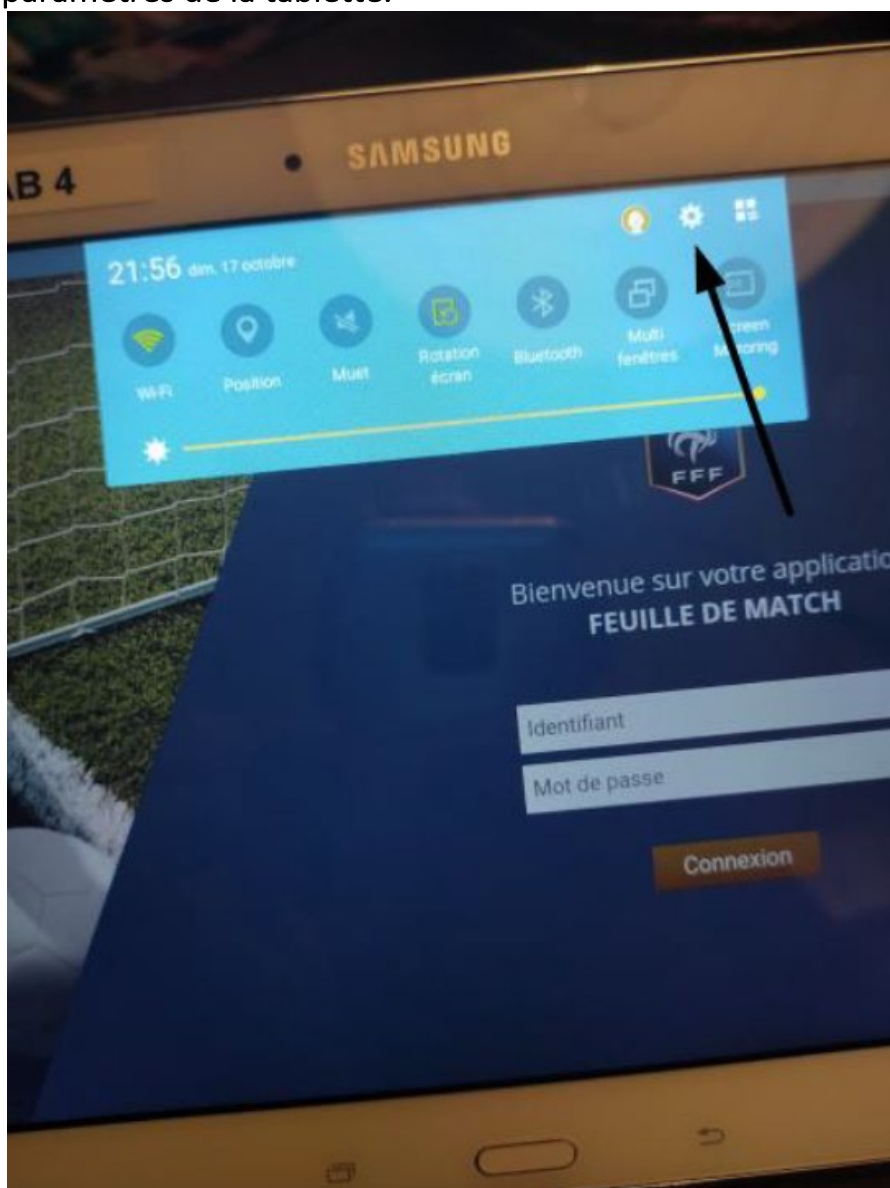 paramètres de la tablette.
SAMSUNG
AB 4
21:56 dim. 17 octobre
Wi-Fi
Position
Muet
Rotation
écran
Bluetooth
Multi
fenêtres
Screen
Mirroring
FFF
Bienvenue sur votre applicatio
FEUILLE DE MATCH
Identifiant
Mot de passe
Connexion